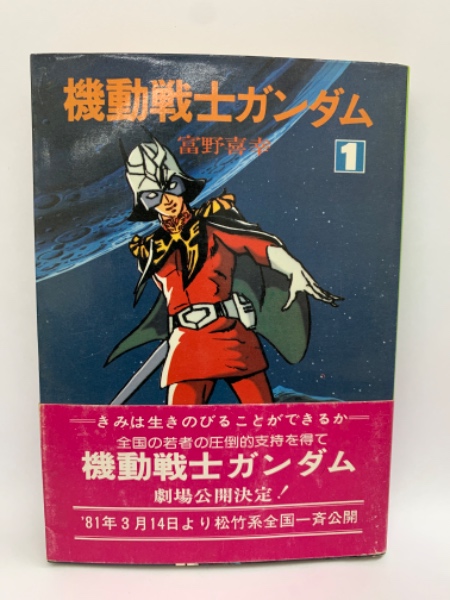 機動戦士ガンダム
富野喜幸
1
きみは生きのびることができるか
全国の若者の圧倒的支持を得て
機動戦士ガンダム
劇場公開決定!
'81年3月14日より松竹系全国一斉公開